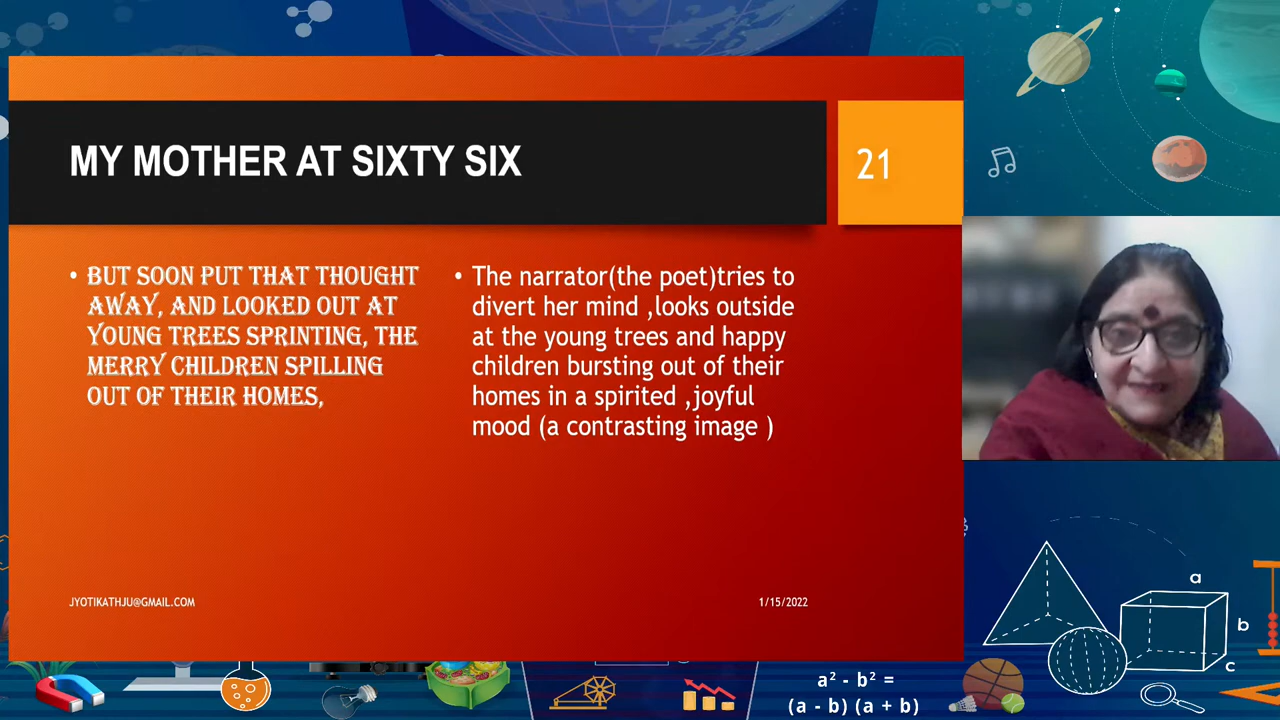 MY MOTHER AT SIXTY SIX
21
• BUT SOON PUT THAT THOUGHT
AWAY, AND LOOKED OUT AT
YOUNG TREES SPRINTING, THE
MERRY CHILDREN SPILLING
OUT OF THEIR HOMES,
• The narrator(the poet)tries to
divert her mind ,looks outside
at the young trees and happy
children bursting out of their
homes in a spirited ,joyful
mood (a contrasting image )
JYOTIKATHJU@GMAIL.COM
1/15/2022
a
b
c
a² - b² =
(a - b) (a + b)